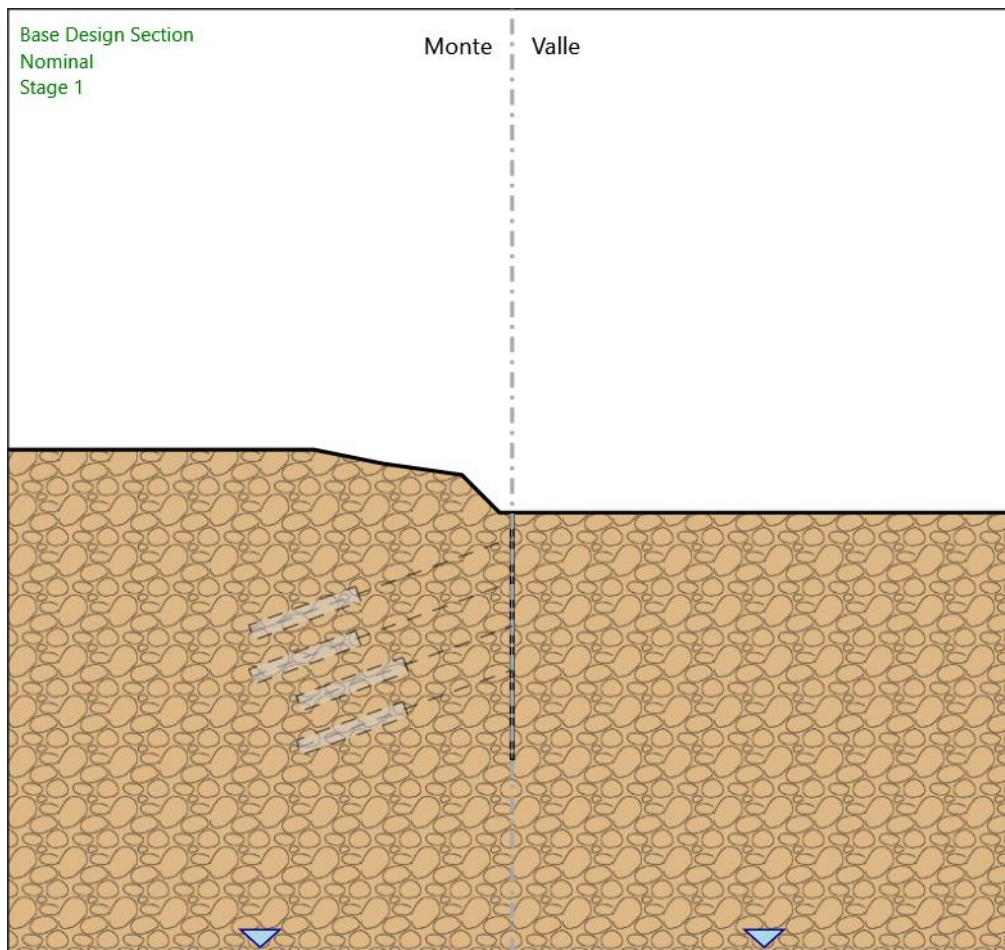 Base Design Section
Nominal
Stage 1
Monte
Valle